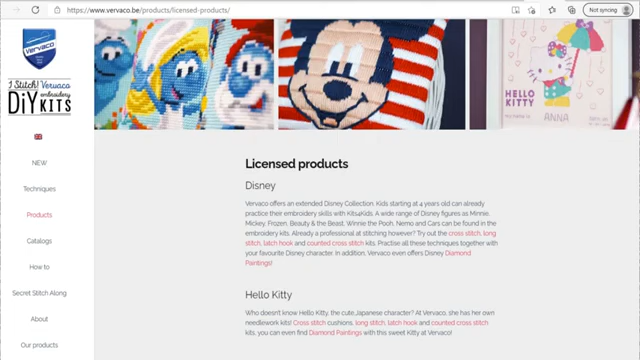 https://www.vervaco.be/products/licensed-products/
Not syncing
Vervaco
I Stitch! Vervaco
DiY embroidery
KITS
HELLO
KITTY
my name is ANNA
NEW
Techniques
Products
Catalogs
How to
Secret Stitch Along
About
Our products
Licensed products
Disney
Vervaco offers an extended Disney Collection. Kids starting at 4 years old can already
practice their embroidery skills with Kits4Kids. A wide range of Disney figures as Minnie,
Mickey, Frozen, Beauty & the Beast, Winnie the Pooh, Nemo and Cars can be found in the
embroidery kits. Already a professional at stitching however? Try out the cross stitch, long
stitch, latch hook and counted cross stitch kits. Practise all these techniques together with
your favourite Disney character. In addition, Vervaco even offers Disney Diamond
Paintings!
Hello Kitty
Who doesn't know Hello Kitty, the cute Japanese character? At Vervaco, she has her own
needlework kits! Cross stitch cushions, long stitch, latch hook and counted cross stitch
kits, you can even find Diamond Paintings with this sweet Kitty at Vervaco!